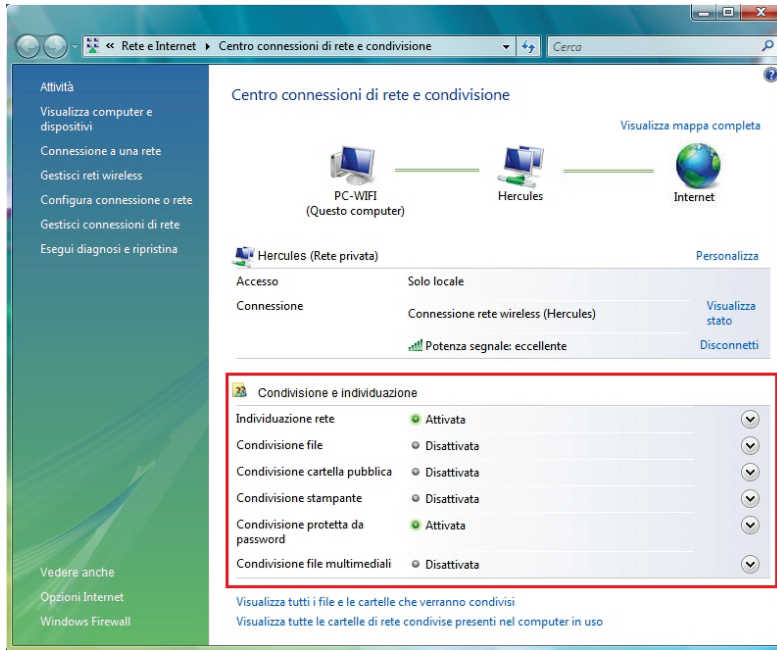 « Rete e Internet ▸ Centro connessioni di rete e condivisione
Cerca
Attività
Visualizza computer e
dispositivi
Connessione a una rete
Gestisci reti wireless
Configura connessione o rete
Gestisci connessioni di rete
Esegui diagnosi e ripristina
Vedere anche
Opzioni Internet
Windows Firewall
Centro connessioni di rete e condivisione
Visualizza mappa completa
PC-WIFI
(Questo computer)
Hercules
Internet
Hercules (Rete privata) Personalizza
Accesso Solo locale
Connessione Connessione rete wireless (Hercules) Visualizza
stato
Potenza segnale: eccellente Disconnetti
Condivisione e individuazione
Individuazione rete Attivata
Condivisione file Disattivata
Condivisione cartella pubblica Disattivata
Condivisione stampante Disattivata
Condivisione protetta da Attivata
password
Condivisione file multimediali Disattivata
Visualizza tutti i file e le cartelle che verranno condivisi
Visualizza tutte le cartelle di rete condivise presenti nel computer in uso